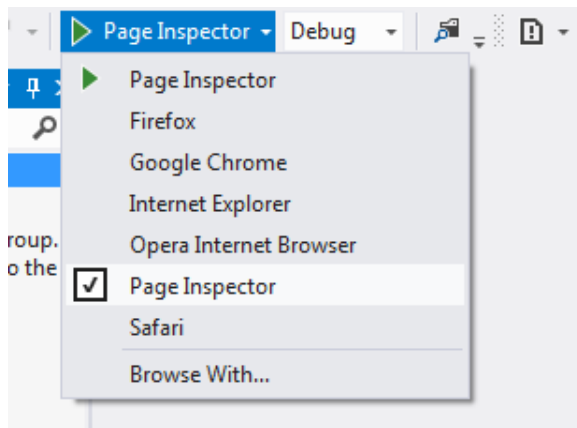 Page Inspector Debug
Page Inspector
Firefox
Google Chrome
Internet Explorer
roup.
Opera Internet Browser
o the
Page Inspector
Safari
Browse With...